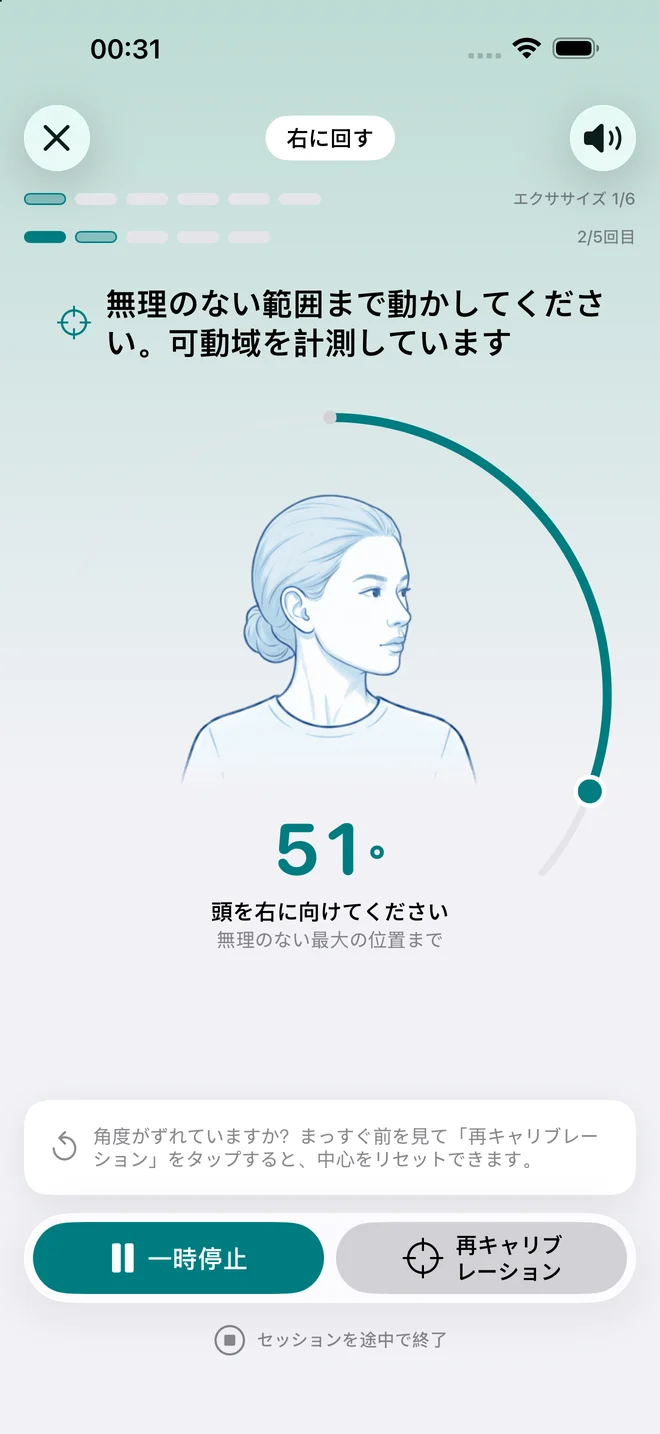 00:31
右に回す
エクササイズ 1/6
2/5回目
無理のない範囲まで動かしてくださ
い。可動域を計測しています
51°
頭を右に向けてください
無理のない最大の位置まで
角度がずれていますか? まっすぐ前を見て「再キャリブレー
ション」をタップすると、中心をリセットできます。
一時停止
再キャリブ
レーション
セッションを途中で終了